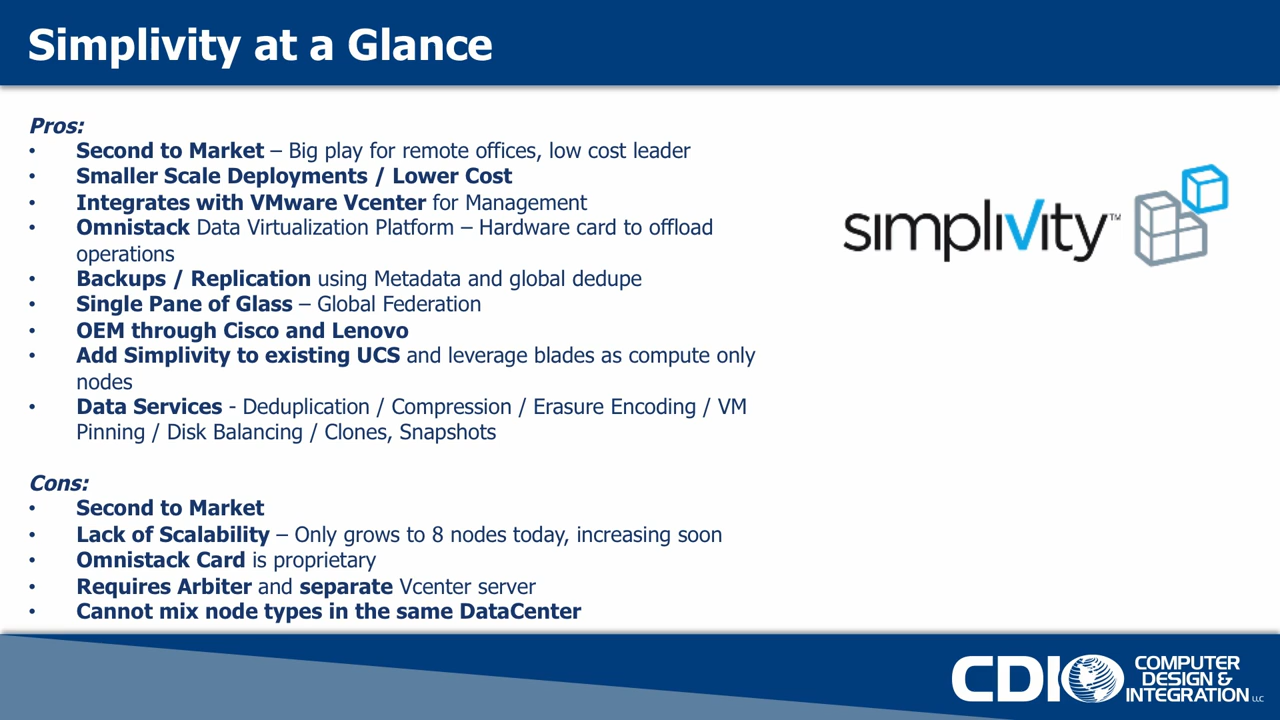 Simplivity at a Glance
Pros:
• Second to Market – Big play for remote offices, low cost leader
• Smaller Scale Deployments / Lower Cost
• Integrates with VMware Vcenter for Management
• Omnistack Data Virtualization Platform – Hardware card to offload
operations
• Backups / Replication using Metadata and global dedupe
• Single Pane of Glass – Global Federation
• OEM through Cisco and Lenovo
• Add Simplivity to existing UCS and leverage blades as compute only
nodes
• Data Services - Deduplication / Compression / Erasure Encoding / VM
Pinning / Disk Balancing / Clones, Snapshots
Cons:
• Second to Market
• Lack of Scalability – Only grows to 8 nodes today, increasing soon
• Omnistack Card is proprietary
• Requires Arbiter and separate Vcenter server
• Cannot mix node types in the same DataCenter
simplivity™
CDI
COMPUTER
DESIGN &
INTEGRATION LLC